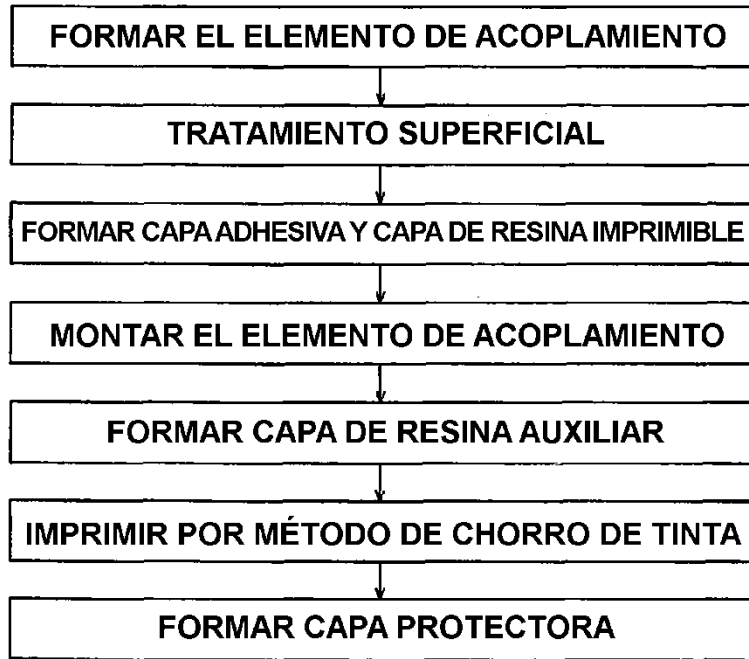 FORMAR EL ELEMENTO DE ACOPLAMIENTO
TRATAMIENTO SUPERFICIAL
FORMAR CAPA ADHESIVA Y CAPA DE RESINA IMPRIMIBLE
MONTAR EL ELEMENTO DE ACOPLAMIENTO
FORMAR CAPA DE RESINA AUXILIAR
IMPRIMIR POR MÉTODO DE CHORRO DE TINTA
FORMAR CAPA PROTECTORA